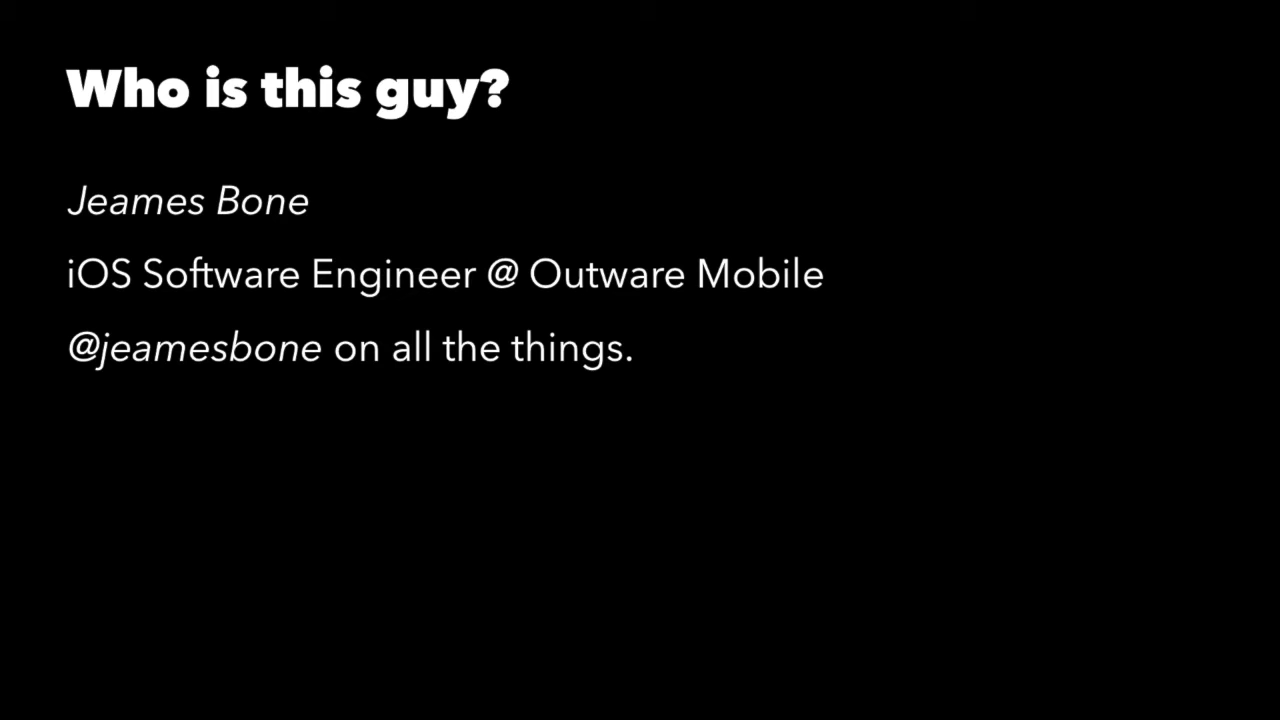 Who is this guy?
Jeames Bone
iOS Software Engineer @ Outware Mobile
@jeamesbone on all the things.